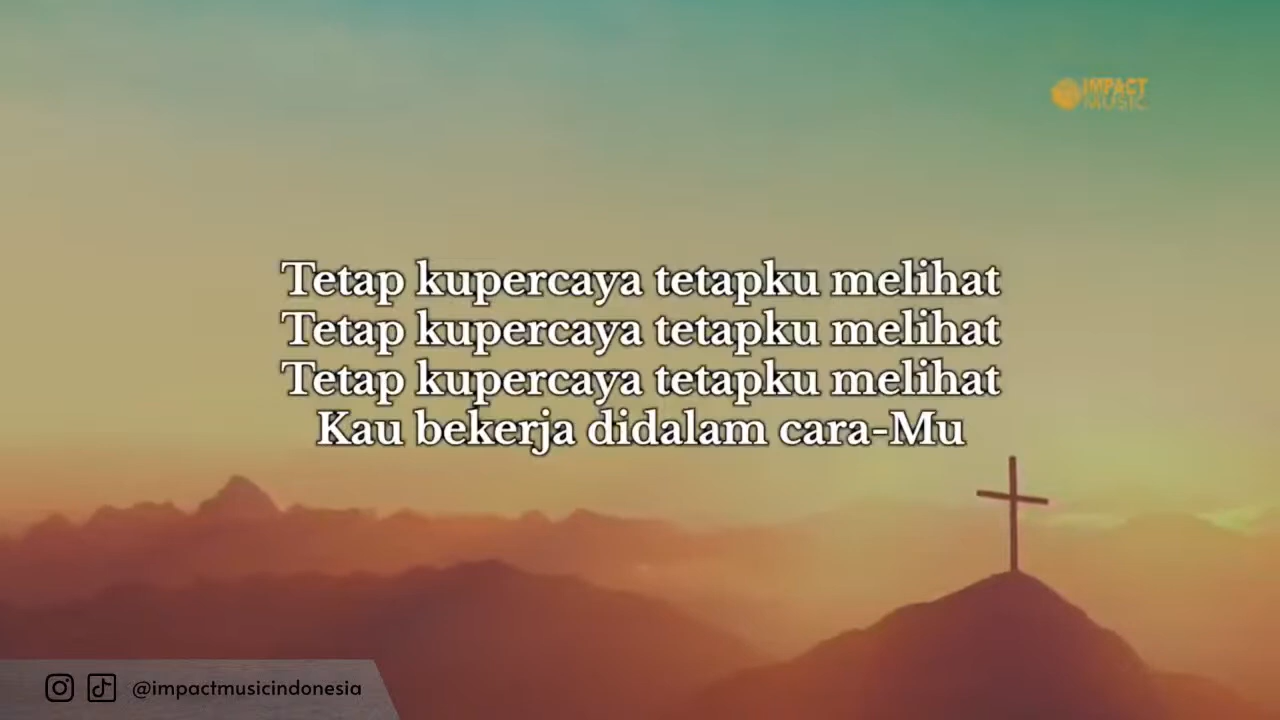 IMPACT
MUSIC
Tetap kupercaya tetapku melihat
Tetap kupercaya tetapku melihat
Tetap kupercaya tetapku melihat
Kau bekerja didalam cara-Mu
@impactmusicindonesia